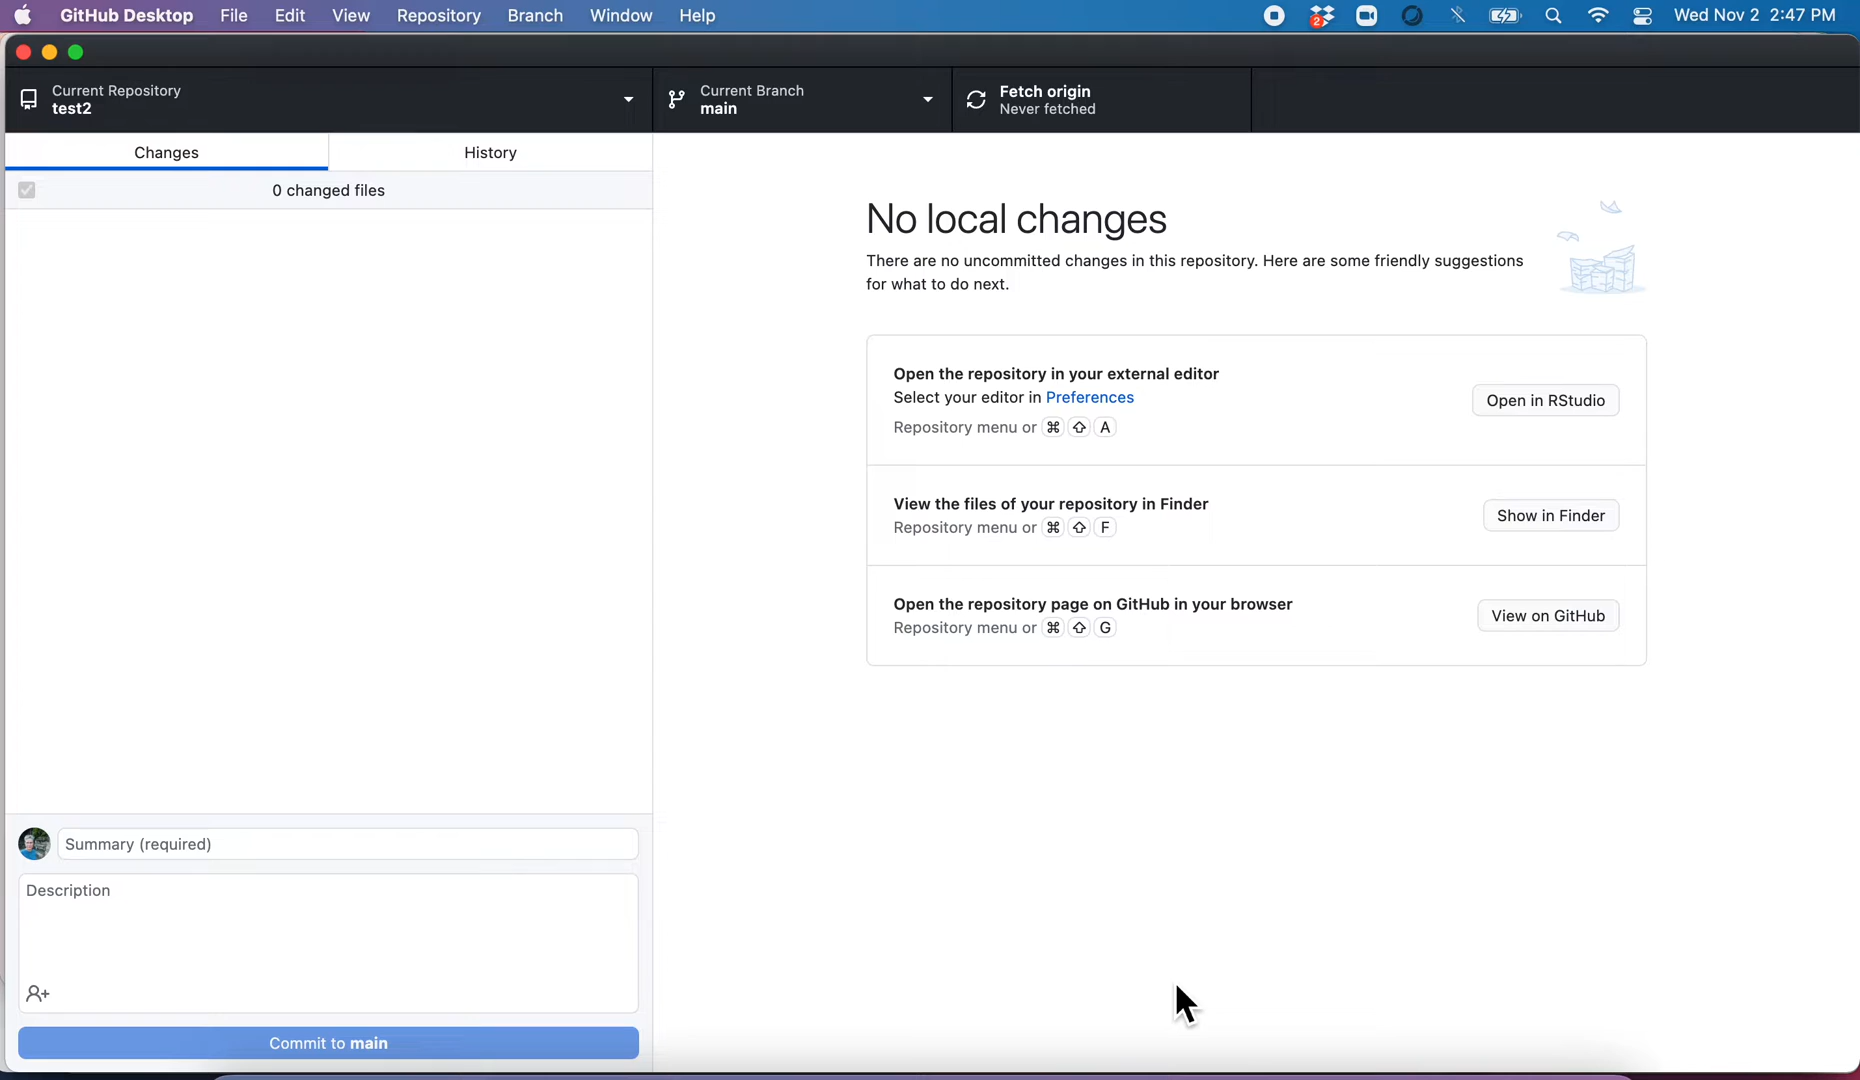 GitHub Desktop File Edit View Repository Branch Window Help 2 Wed Nov 2 2:47 PM
Current Repository
test2
Current Branch
main
Fetch origin
Never fetched
Changes
History
0 changed files
No local changes
There are no uncommitted changes in this repository. Here are some friendly suggestions
for what to do next.
Open the repository in your external editor
Select your editor in Preferences
Repository menu or ⌘ ⇧ A
Open in RStudio
View the files of your repository in Finder
Repository menu or ⌘ ⇧ F
Show in Finder
Open the repository page on GitHub in your browser
Repository menu or ⌘ ⇧ G
View on GitHub
Summary (required)
Description
Commit to main